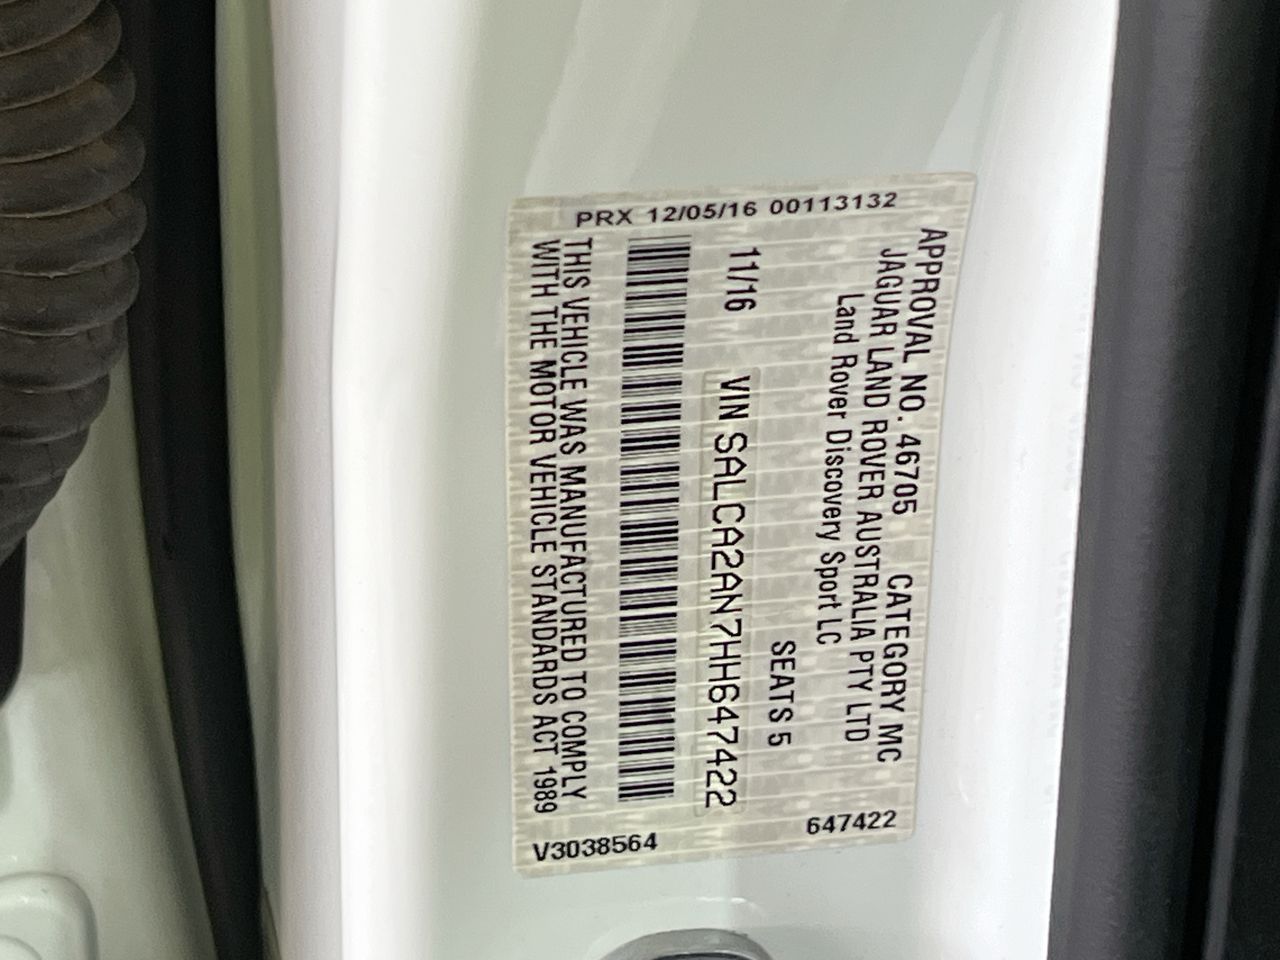 APPROVAL NO. 46705 CATEGORY MC
JAGUAR LAND ROVER AUSTRALIA PTY LTD
Land Rover Discovery Sport LC
SEATS 5
11/16 VIN SALCA2AN7HH647422
THIS VEHICLE WAS MANUFACTURED TO COMPLY
WITH THE MOTOR VEHICLE STANDARDS ACT 1989
PRX 12/05/16 00113132
V3038564
647422